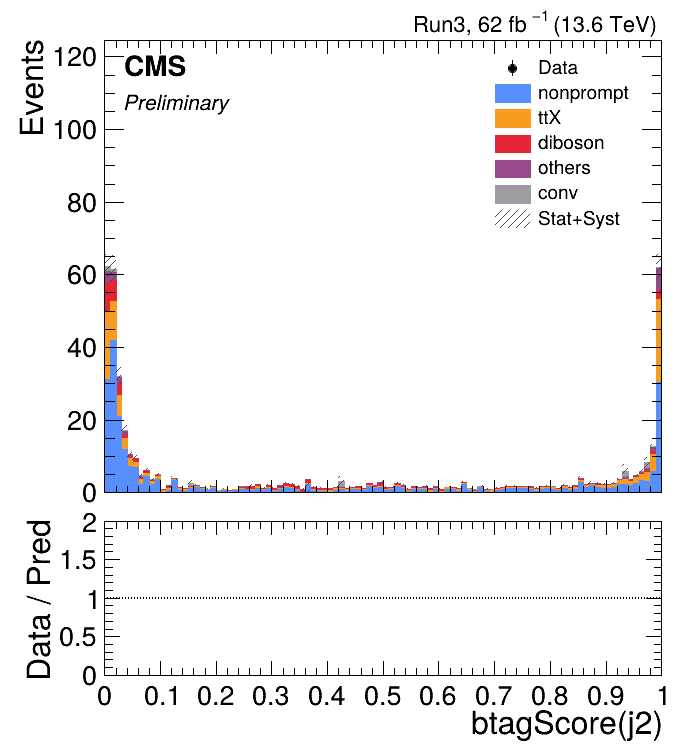 Run3, 62 fb⁻¹ (13.6 TeV)
CMS
Preliminary
Events
120
100
80
60
40
20
0
Data
nonprompt
ttX
diboson
others
conv
Stat+Syst
Data / Pred
2
1.5
1
0.5
0
0 0.1 0.2 0.3 0.4 0.5 0.6 0.7 0.8 0.9 1
btagScore(j2)